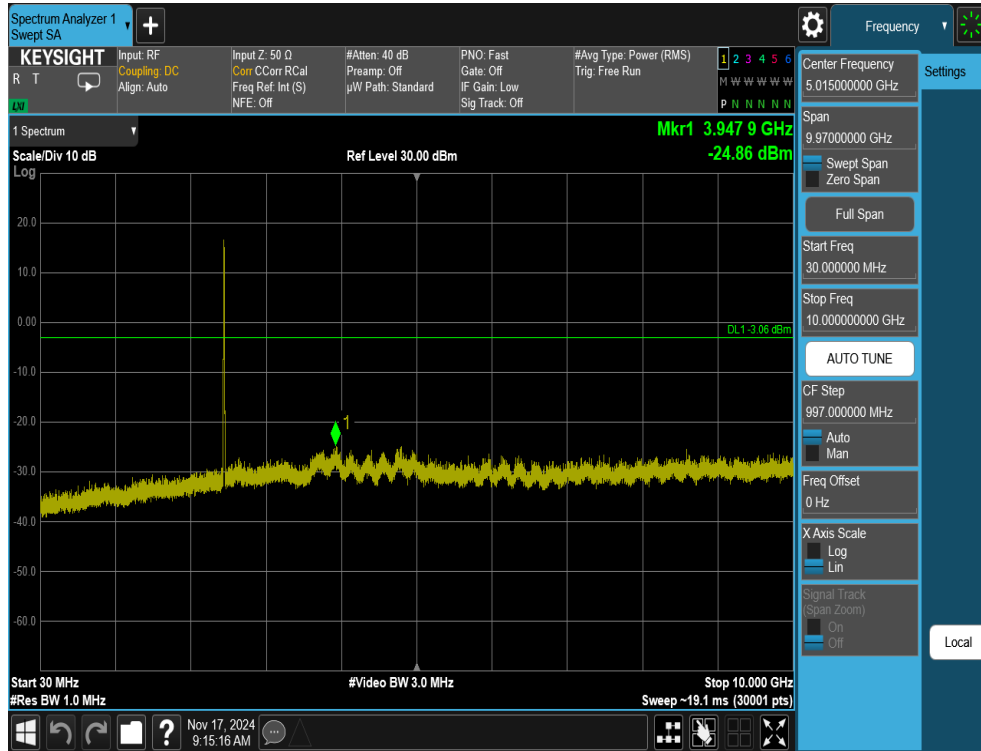 Spectrum Analyzer 1
Swept SA
+
Frequency
KEYSIGHT
R T
LXI
Input: RF
Coupling: DC
Align: Auto
Input Z: 50 Ω
Corr CCorr RCal
Freq Ref: Int (S)
NFE: Off
#Atten: 40 dB
Preamp: Off
µW Path: Standard
PNO: Fast
Gate: Off
IF Gain: Low
Sig Track: Off
#Avg Type: Power (RMS)
Trig: Free Run
1 2 3 4 5 6
M W W W W W
P N N N N N
1 Spectrum
Mkr1 3.947 9 GHz
-24.86 dBm
Scale/Div 10 dB
Ref Level 30.00 dBm
Log
20.0
10.0
0.00
DL1 -3.06 dBm
-10.0
-20.0
1
-30.0
-40.0
-50.0
-60.0
Start 30 MHz
#Video BW 3.0 MHz
Stop 10.000 GHz
#Res BW 1.0 MHz
Sweep ~19.1 ms (30001 pts)
Center Frequency
5.015000000 GHz
Settings
Span
9.97000000 GHz
Swept Span
Zero Span
Full Span
Start Freq
30.000000 MHz
Stop Freq
10.000000000 GHz
AUTO TUNE
CF Step
997.000000 MHz
Auto
Man
Freq Offset
0 Hz
X Axis Scale
Log
Lin
Signal Track
(Span Zoom)
On
Off
Local
?
Nov 17, 2024
9:15:16 AM